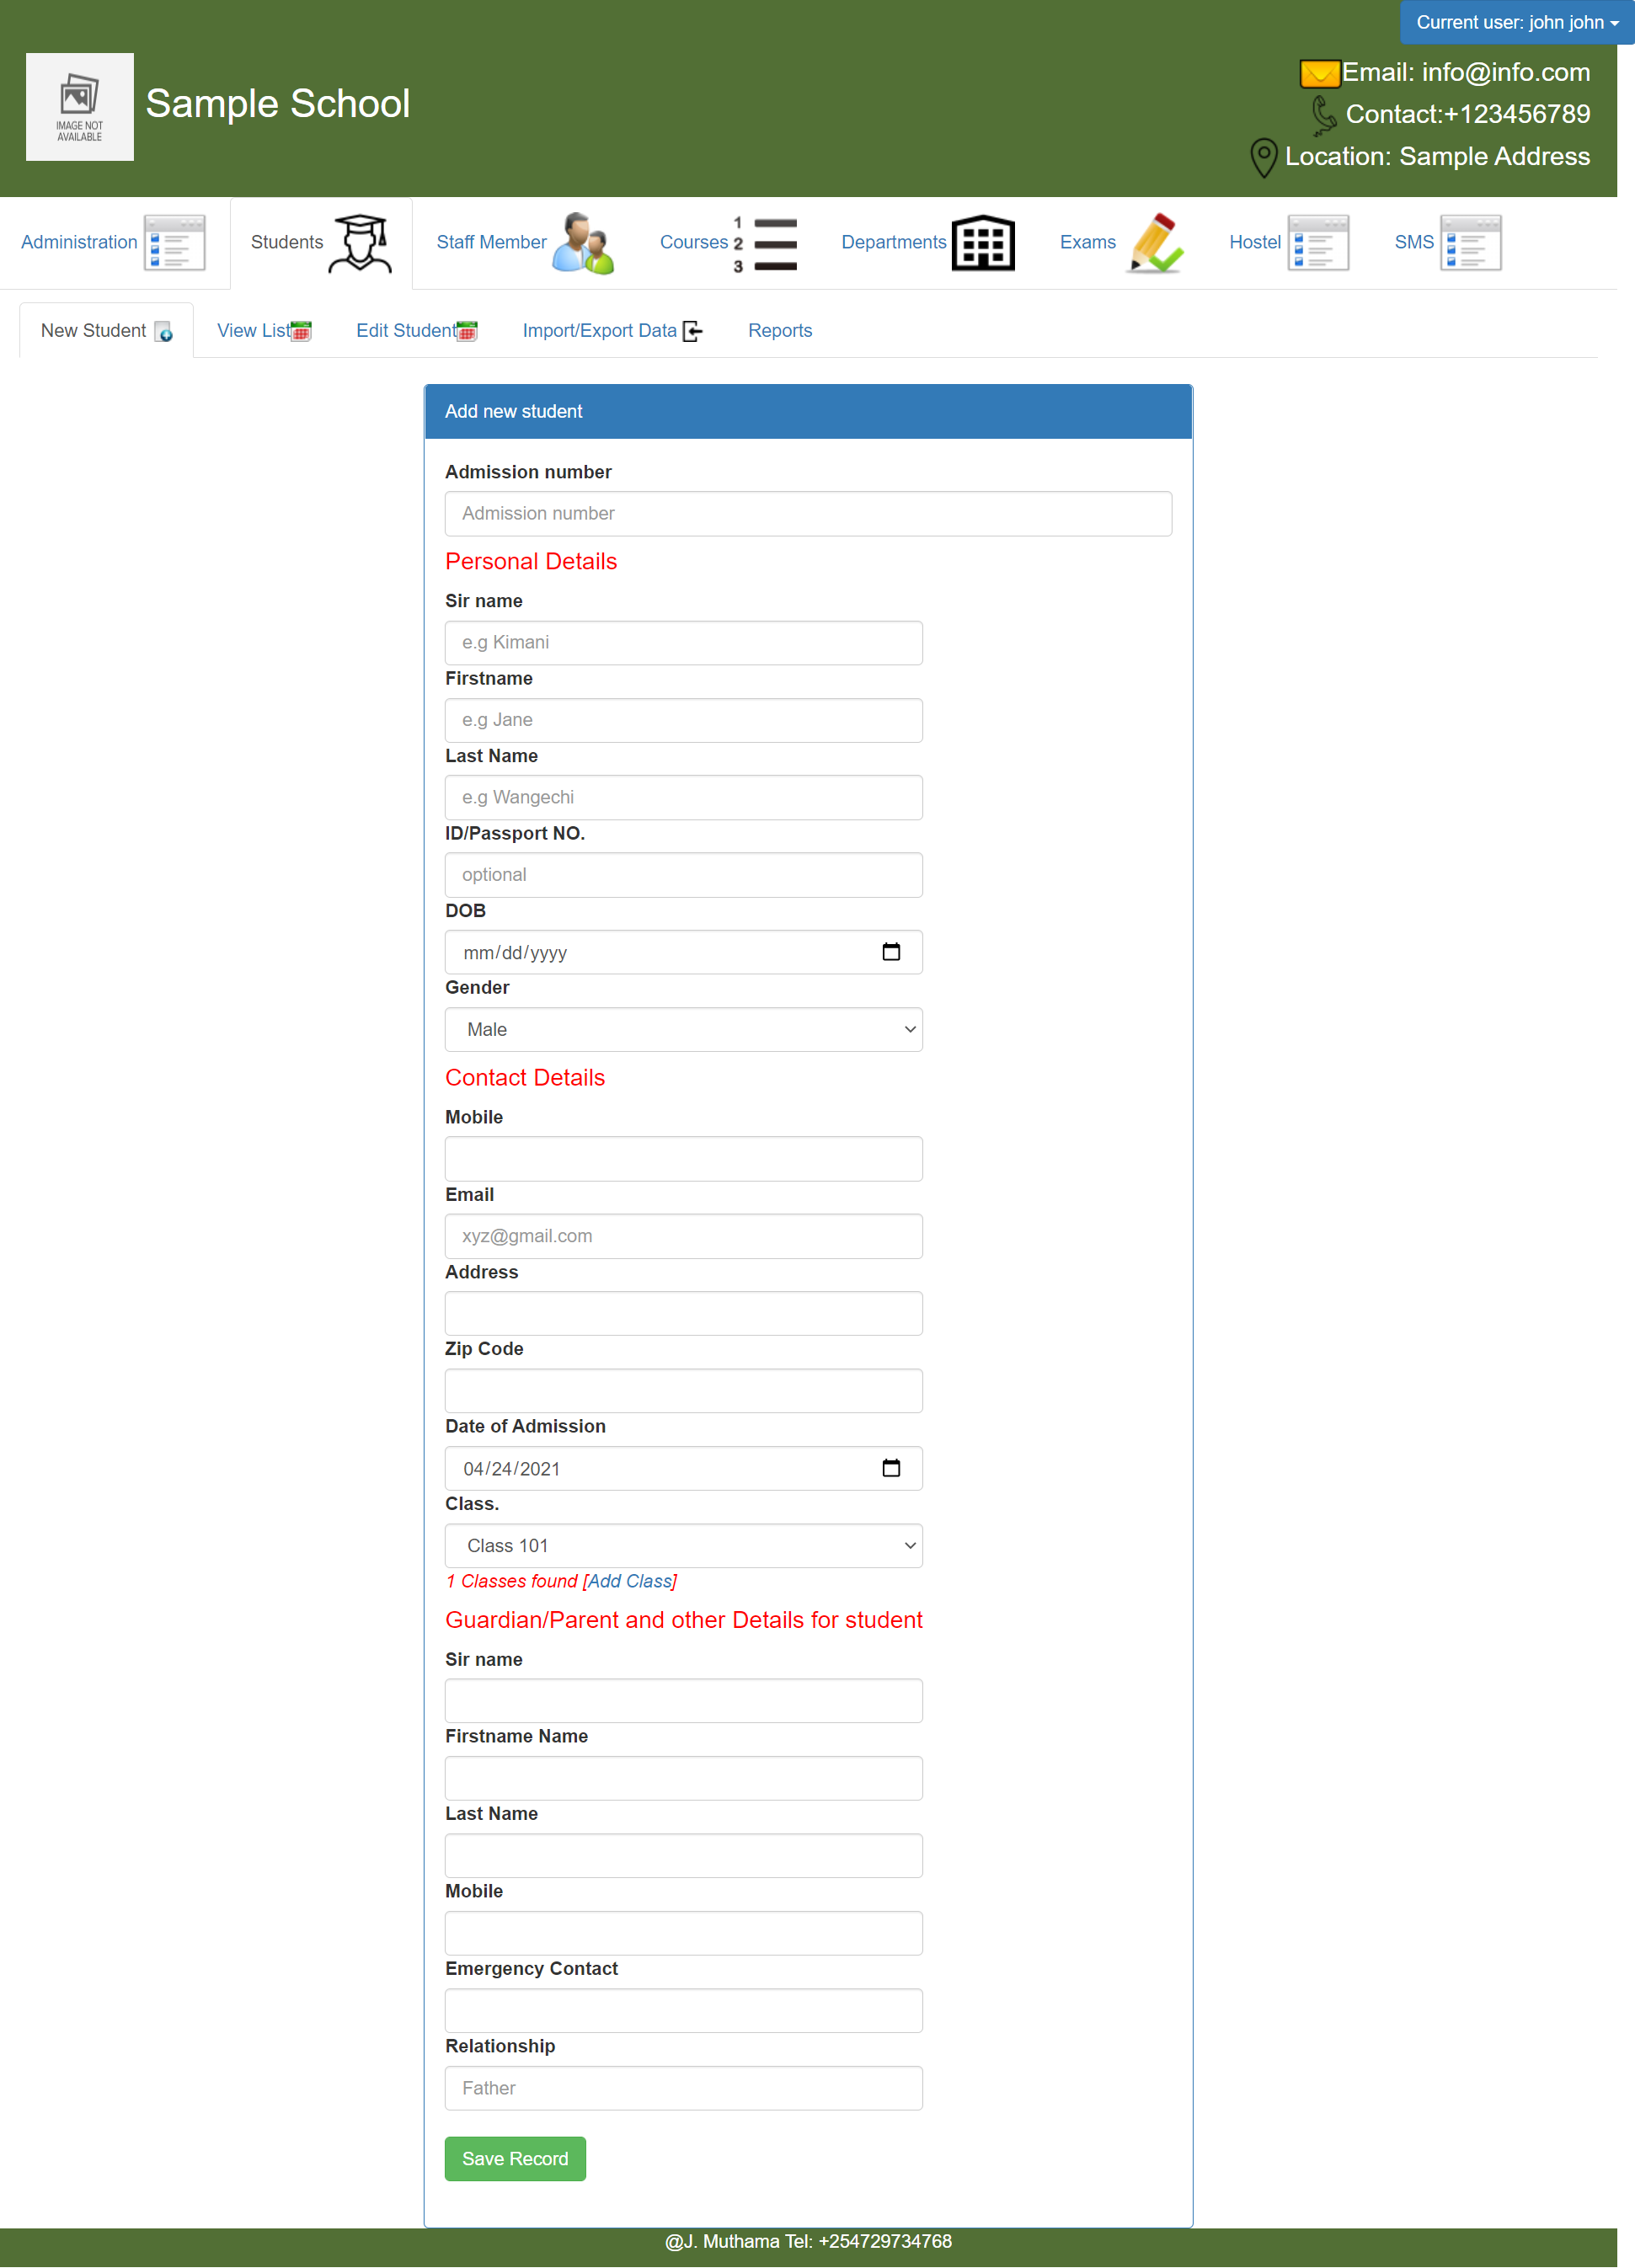 Current user: john john
IMAGE NOT
AVAILABLE
Sample School
Email: info@info.com
Contact:+123456789
Location: Sample Address
Administration
Students
Staff Member
Courses
1
2
3
Departments
Exams
Hostel
SMS
New Student
View List
Edit Student
Import/Export Data
Reports
Add new student
Admission number
Admission number
Personal Details
Sir name
e.g Kimani
Firstname
e.g Jane
Last Name
e.g Wangechi
ID/Passport NO.
optional
DOB
mm/dd/yyyy
Gender
Male
Contact Details
Mobile
Email
xyz@gmail.com
Address
Zip Code
Date of Admission
04/24/2021
Class.
Class 101
1 Classes found [Add Class]
Guardian/Parent and other Details for student
Sir name
Firstname Name
Last Name
Mobile
Emergency Contact
Relationship
Father
Save Record
@J. Muthama Tel: +254729734768